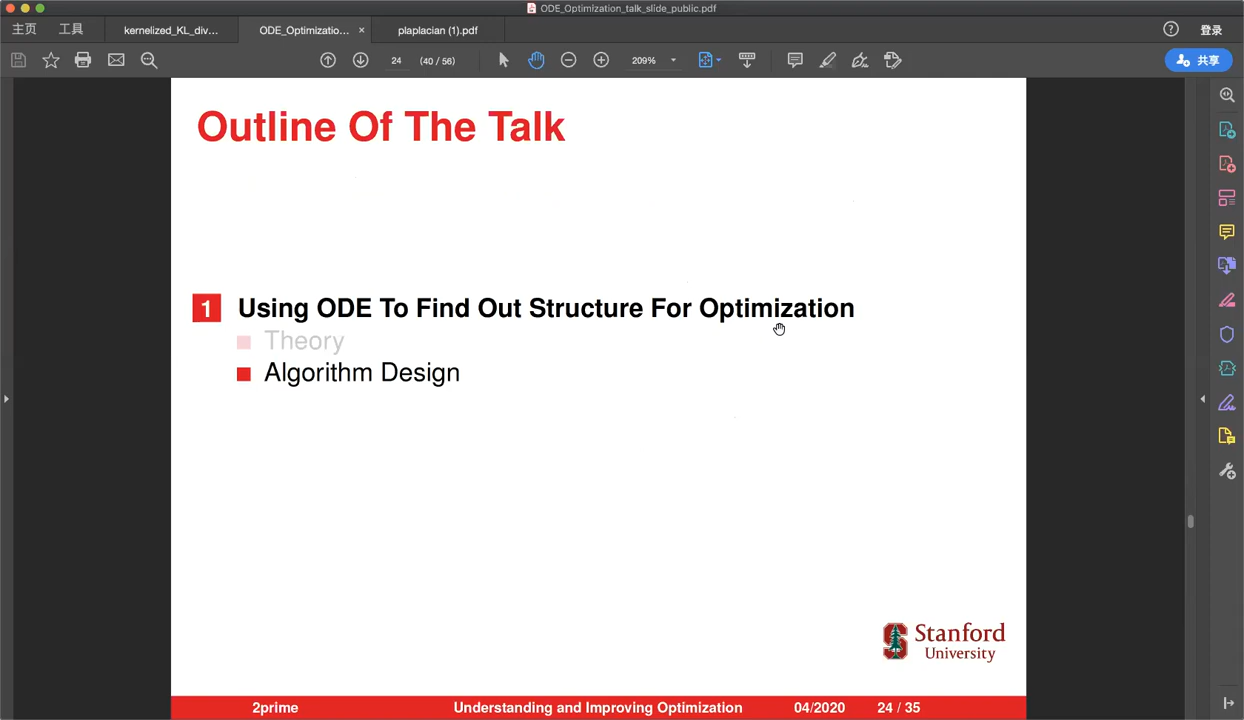 ODE_Optimization_talk_slide_public.pdf
主页 工具 kernelized_KL_div... ODE_Optimizatio... × plaplacian (1).pdf 登录
24 (40 / 56) 209% 共享
Outline Of The Talk
1 Using ODE To Find Out Structure For Optimization
Theory
Algorithm Design
Stanford
University
2prime Understanding and Improving Optimization 04/2020 24 / 35